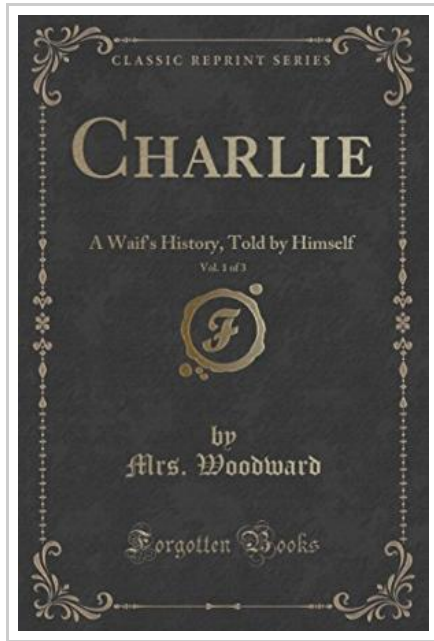 CLASSIC REPRINT SERIES
CHARLIE
A Waif's History, Told by Himself
Vol. 1 of 3
F
by
Mrs. Woodward
Forgotten Books